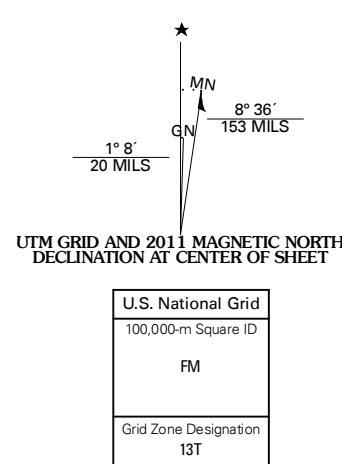 MN
8° 36´
153 MILS
GN
1° 8´
20 MILS
UTM GRID AND 2011 MAGNETIC NORTH
DECLINATION AT CENTER OF SHEET
U.S. National Grid
100,000-m Square ID
FM
Grid Zone Designation
13T